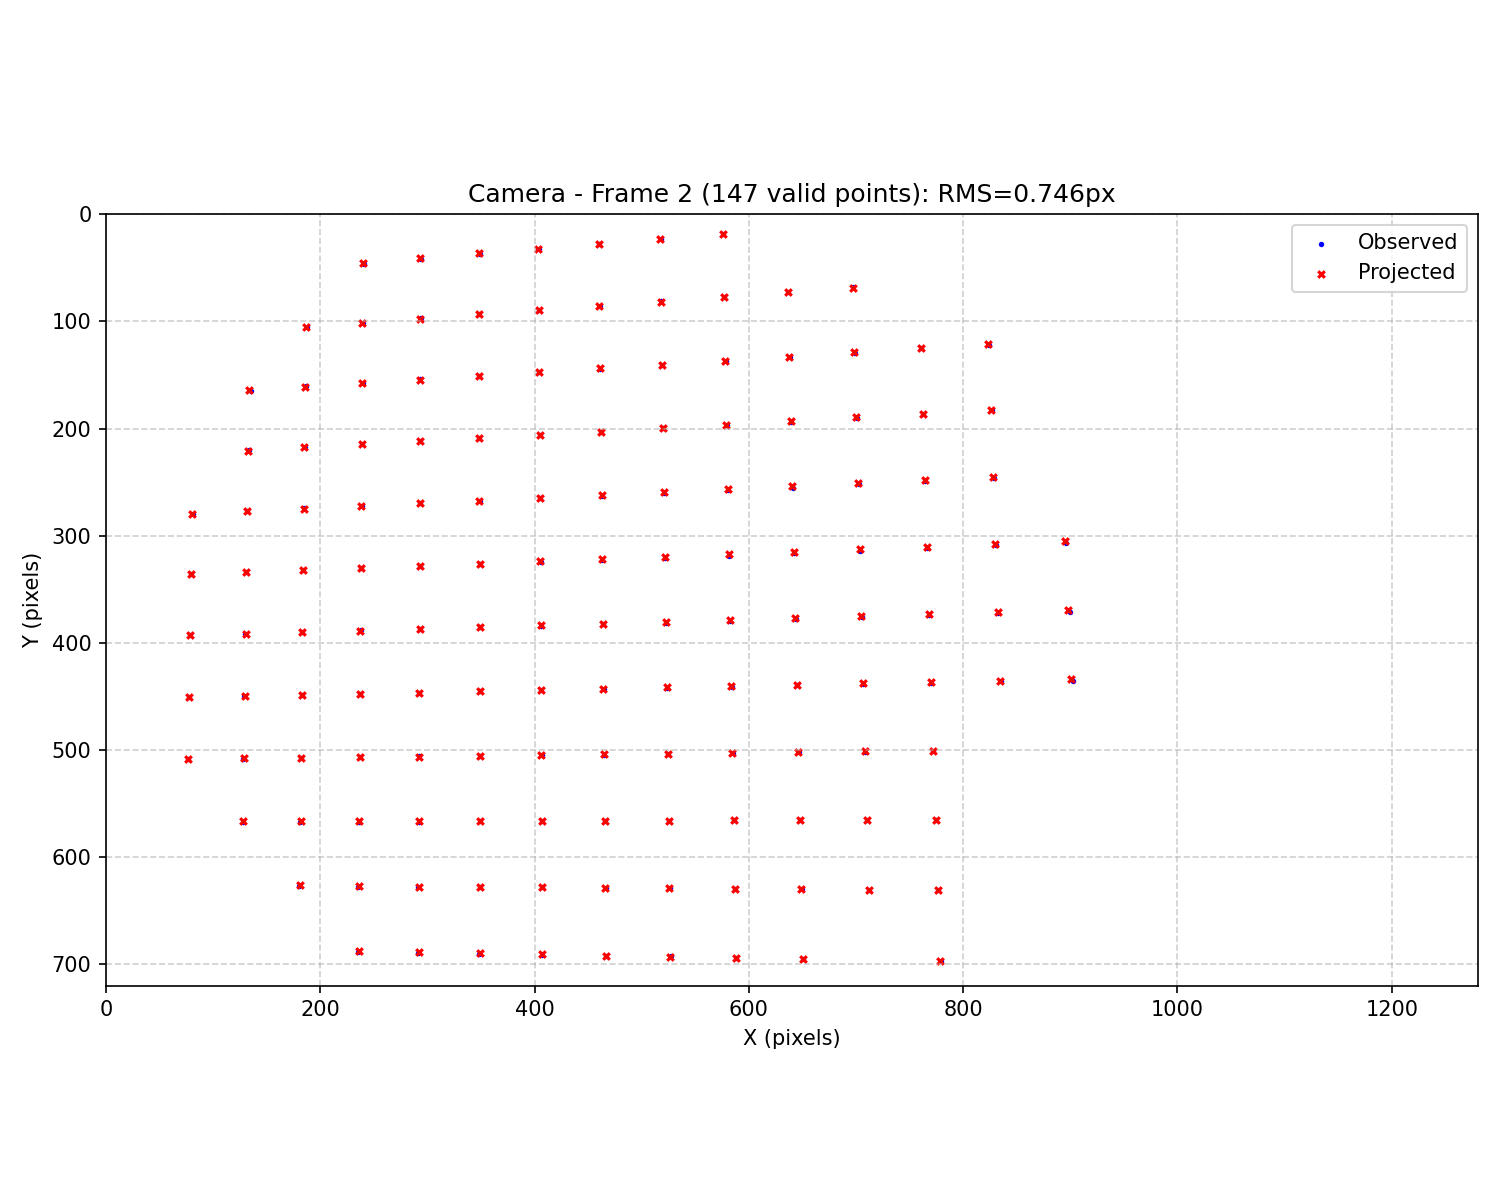 Camera - Frame 2 (147 valid points): RMS=0.746px
Observed
Projected
0
100
200
300
400
500
600
700
Y (pixels)
0 200 400 600 800 1000 1200
X (pixels)